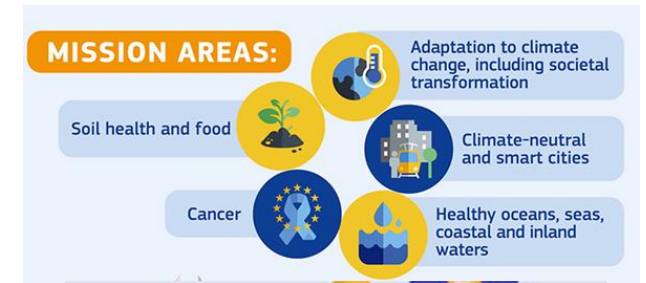 MISSION AREAS:
Adaptation to climate
change, including societal
transformation
Soil health and food
Climate-neutral
and smart cities
Cancer
Healthy oceans, seas,
coastal and inland
waters